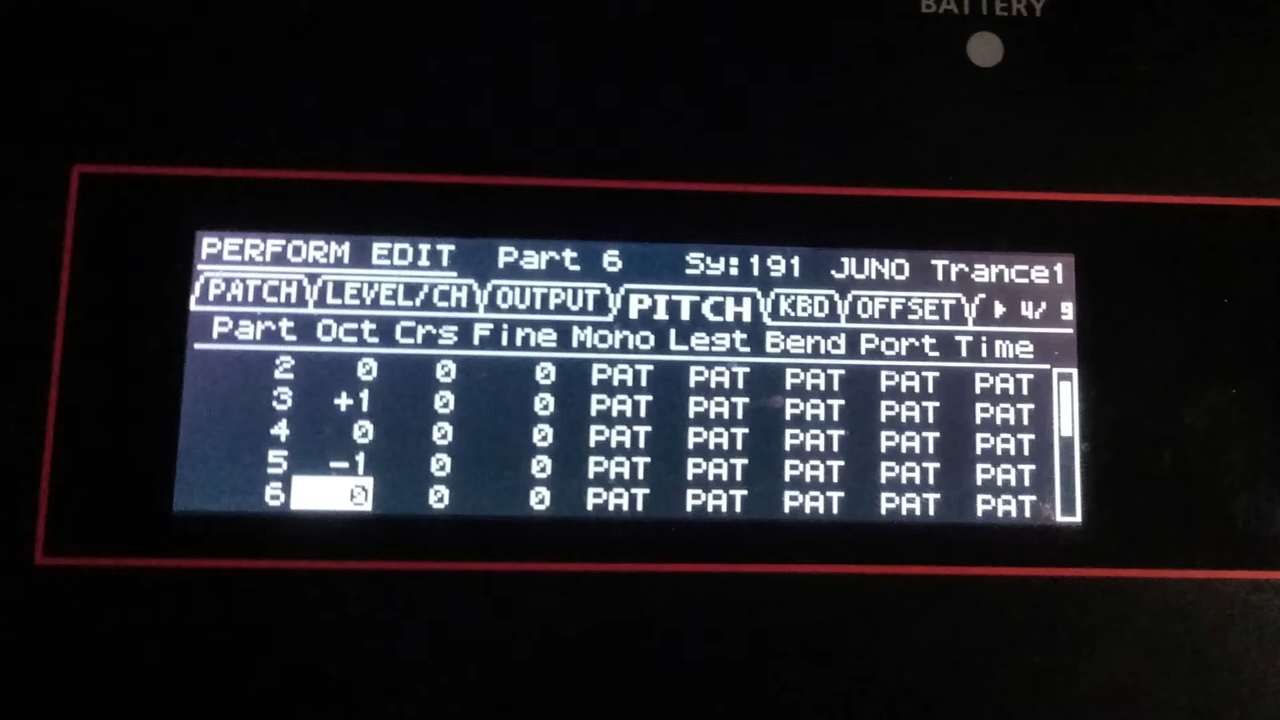 BATTERY
PERFORM EDIT Part 6 Sy:191 JUNO Trance1
PATCH LEVEL/CH OUTPUT PITCH KBD OFFSET 4/ 9
Part Oct Crs Fine Mono Legt Bend Port Time
2 0 0 0 PAT PAT PAT PAT PAT
3 +1 0 0 PAT PAT PAT PAT PAT
4 0 0 0 PAT PAT PAT PAT PAT
5 -1 0 0 PAT PAT PAT PAT PAT
6 0 0 0 PAT PAT PAT PAT PAT